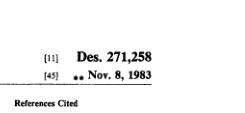 [11] Des. 271,258
[45] ** Nov. 8, 1983
References Cited